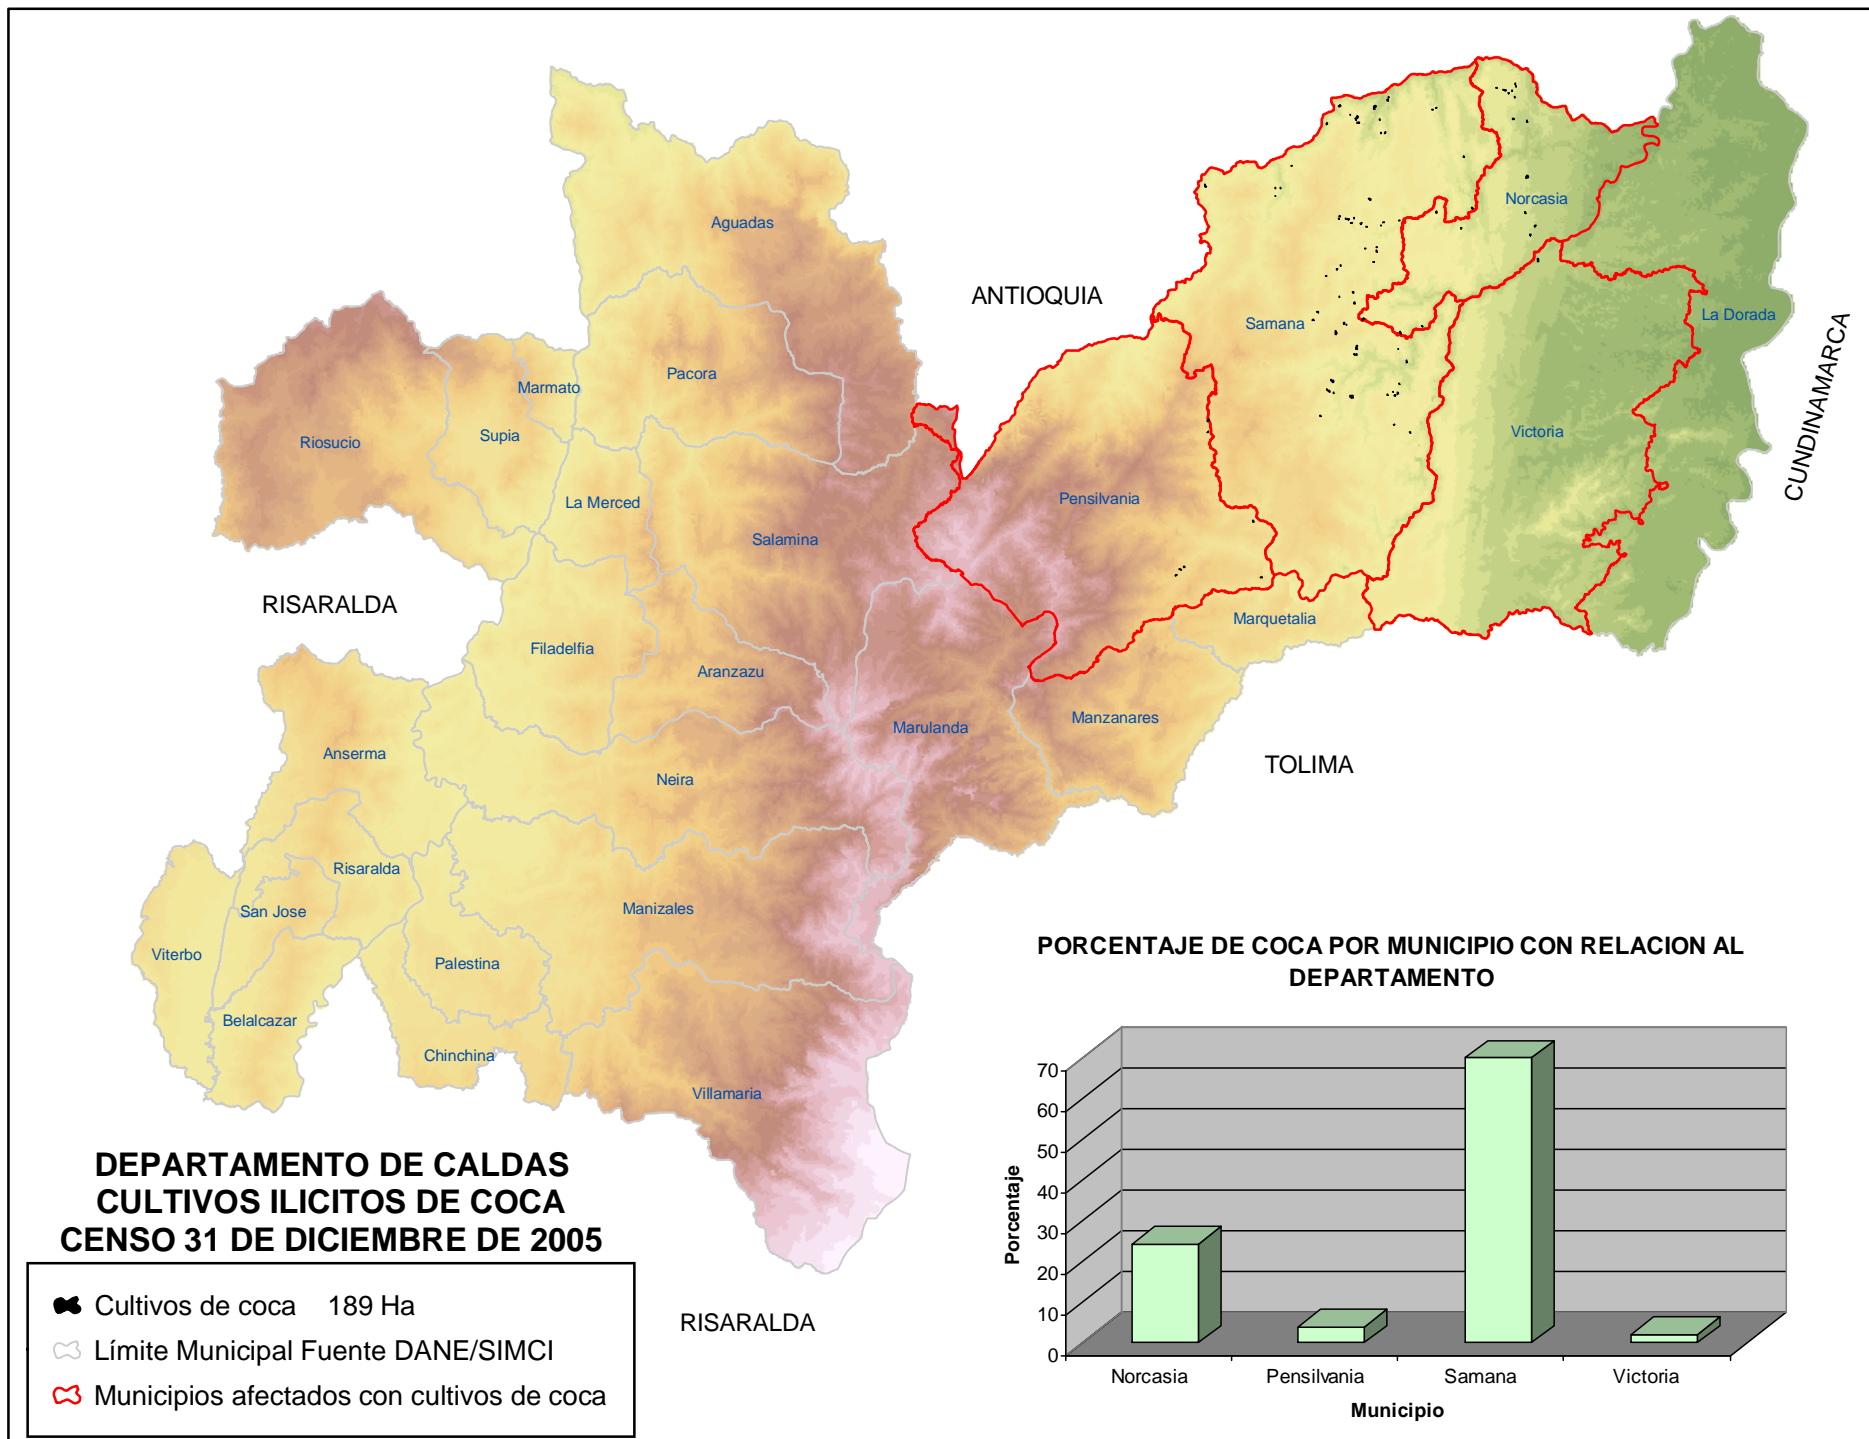 Aguadas
ANTIOQUIA
Norcasia
Samana
La Dorada
CUNDINAMARCA
Pacora
Marmato
Supia
Riosucio
Victoria
La Merced
Pensilvania
Salamina
RISARALDA
Marquetalia
Filadelfia
Aranzazu
Manzanares
Marulanda
Anserma
Neira
TOLIMA
Risaralda
San Jose
Manizales
Viterbo
Palestina
Belalcazar
Chinchina
Villamaria
RISARALDA
DEPARTAMENTO DE CALDAS
CULTIVOS ILICITOS DE COCA
CENSO 31 DE DICIEMBRE DE 2005
Cultivos de coca 189 Ha
Límite Municipal Fuente DANE/SIMCI
Municipios afectados con cultivos de coca
PORCENTAJE DE COCA POR MUNICIPIO CON RELACION AL
DEPARTAMENTO
Porcentaje
70
60
50
40
30
20
10
0
Norcasia Pensilvania Samana Victoria
Municipio